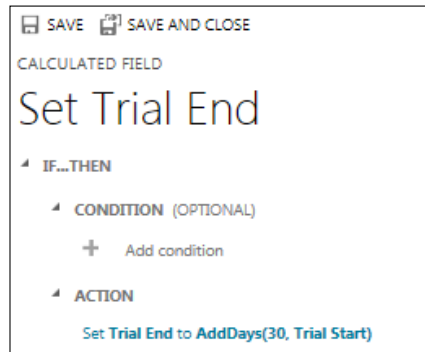 SAVE SAVE AND CLOSE
CALCULATED FIELD
Set Trial End
IF...THEN
CONDITION (OPTIONAL)
Add condition
ACTION
Set Trial End to AddDays(30, Trial Start)